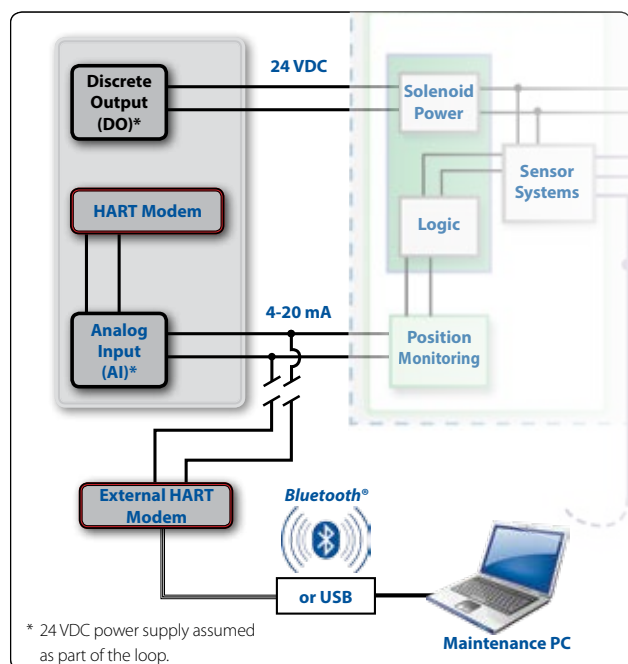 24 VDC
Discrete
Output
(DO)*
Solenoid
Power
Sensor
Systems
HART Modem
Logic
4-20 mA
Analog
Input
(AI)*
Position
Monitoring
External HART
Modem
Bluetooth®
or USB
Maintenance PC
* 24 VDC power supply assumed
as part of the loop.